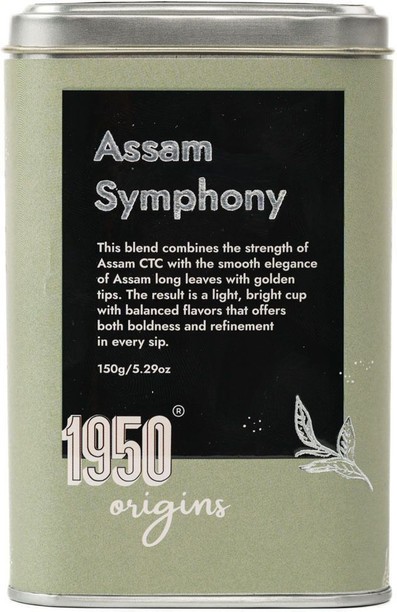 Assam
Symphony
This blend combines the strength of
Assam CTC with the smooth elegance
of Assam long leaves with golden
tips. The result is a light, bright cup
with balanced flavors that offers
both boldness and refinement
in every sip.
150g/5.29oz
1950®
origins